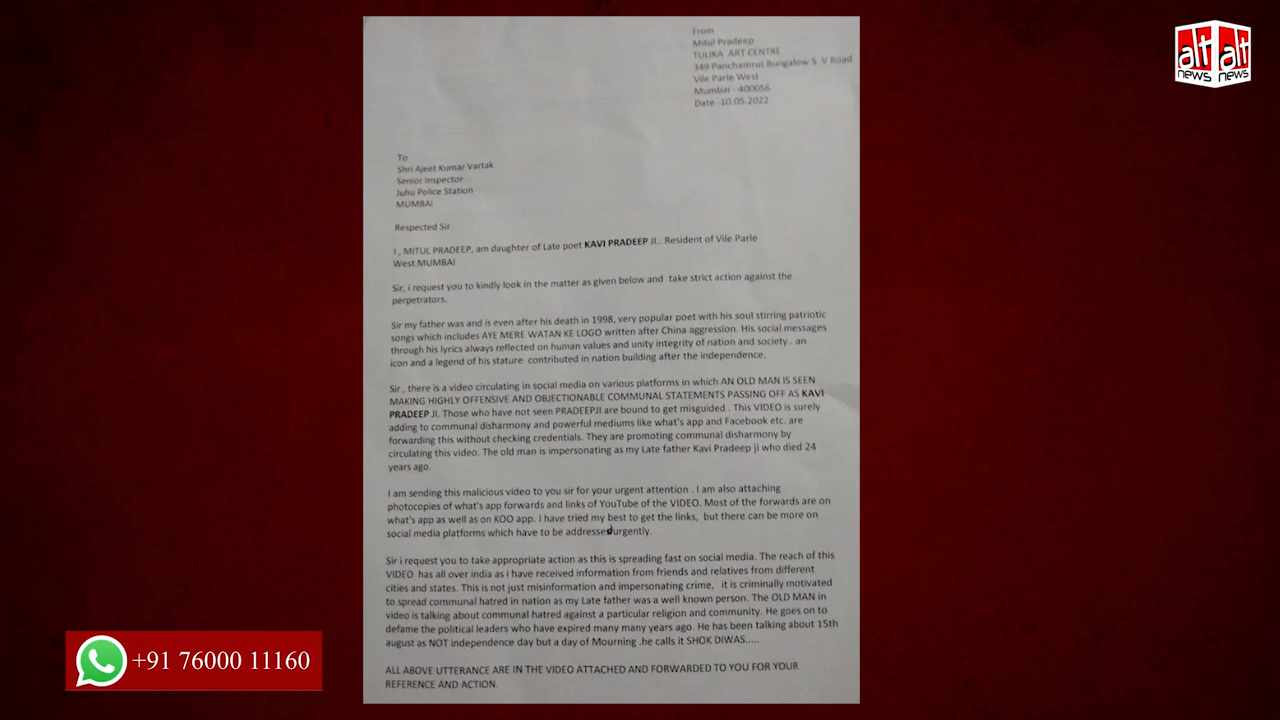 From
Mitul Pradeep
TULIKA ART CENTRE
349 Panchamrut Bungalow S V Road
Vile Parle West
Mumbai - 400056
Date -10.05.2022
alt news alt news
To
Shri Ajeet Kumar Vartak
Senior Inspector
Juhu Police Station
MUMBAI
Respected Sir
I , MITUL PRADEEP, am daughter of Late poet KAVI PRADEEP JI.. Resident of Vile Parle
West.MUMBAI
Sir, i request you to kindly look in the matter as given below and take strict action against the
perpetrators.
Sir my father was and is even after his death in 1998, very popular poet with his soul stirring patriotic
songs which includes AYE MERE WATAN KE LOGO written after China aggression. His social messages
through his lyrics always reflected on human values and unity integrity of nation and society.. an
icon and a legend of his stature contributed in nation building after the independence.
Sir , there is a video circulating in social media on various platforms in which AN OLD MAN IS SEEN
MAKING HIGHLY OFFENSIVE AND OBJECTIONABLE COMMUNAL STATEMENTS PASSING OFF AS KAVI
PRADEEP JI. Those who have not seen PRADEEPJI are bound to get misguided . This VIDEO is surely
adding to communal disharmony and powerful mediums like what's app and Facebook etc. are
forwarding this without checking credentials. They are promoting communal disharmony by
circulating this video. The old man is impersonating as my Late father Kavi Pradeep ji who died 24
years ago.
I am sending this malicious video to you sir for your urgent attention . I am also attaching
photocopies of what's app forwards and links of YouTube of the VIDEO. Most of the forwards are on
what's app as well as on KOO app. I have tried my best to get the links, but there can be more on
social media platforms which have to be addressed urgently.
Sir i request you to take appropriate action as this is spreading fast on social media. The reach of this
VIDEO has all over india as i have received information from friends and relatives from different
cities and states. This is not just misinformation and impersonating crime, it is criminally motivated
to spread communal hatred in nation as my Late father was a well known person. The OLD MAN in
video is talking about communal hatred against a particular religion and community. He goes on to
defame the political leaders who have expired many many years ago. He has been talking about 15th
august as NOT independence day but a day of Mourning .he calls it SHOK DIWAS.....
ALL ABOVE UTTERANCE ARE IN THE VIDEO ATTACHED AND FORWARDED TO YOU FOR YOUR
REFERENCE AND ACTION.
+91 76000 11160